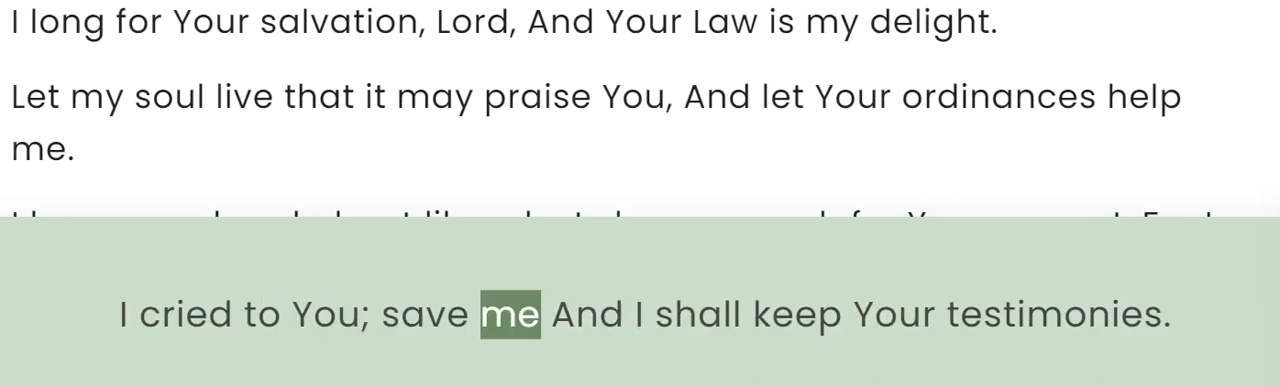 I long for Your salvation, Lord, And Your Law is my delight.
Let my soul live that it may praise You, And let Your ordinances help
me.
I cried to You; save me And I shall keep Your testimonies.